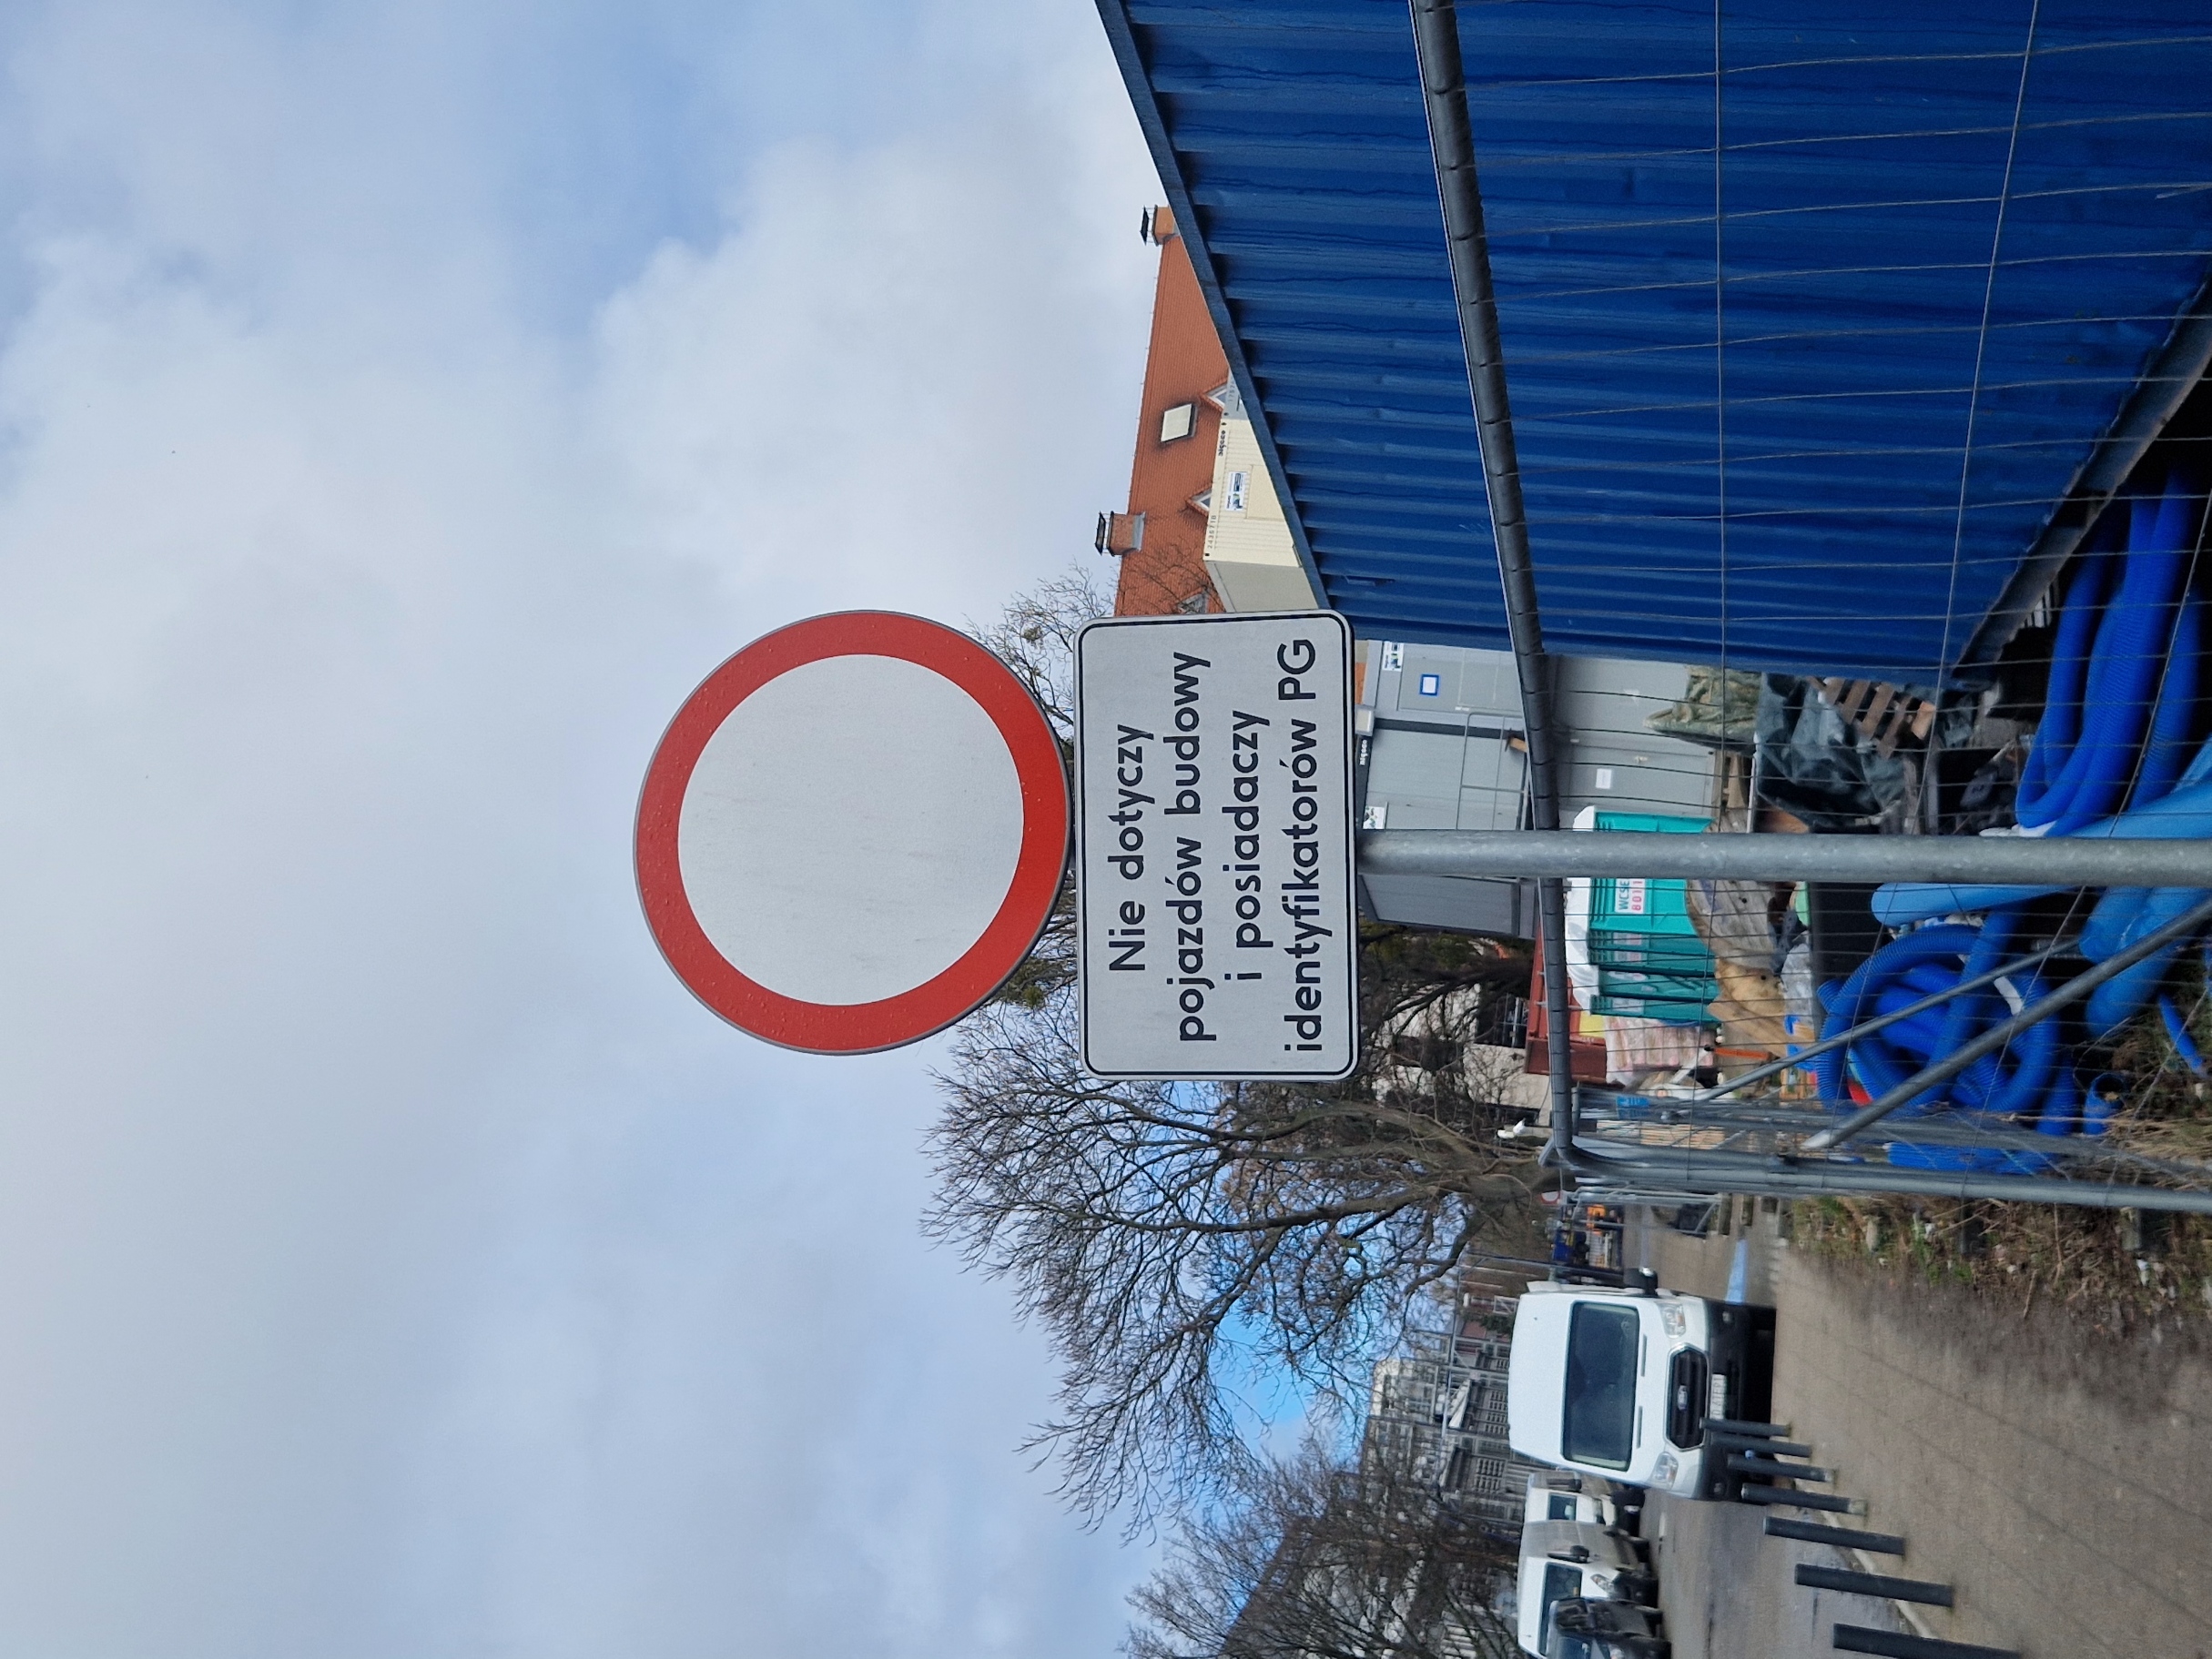 Nie dotyczy
pojazdów budowy
i posiadaczy
identyfikatorów PG